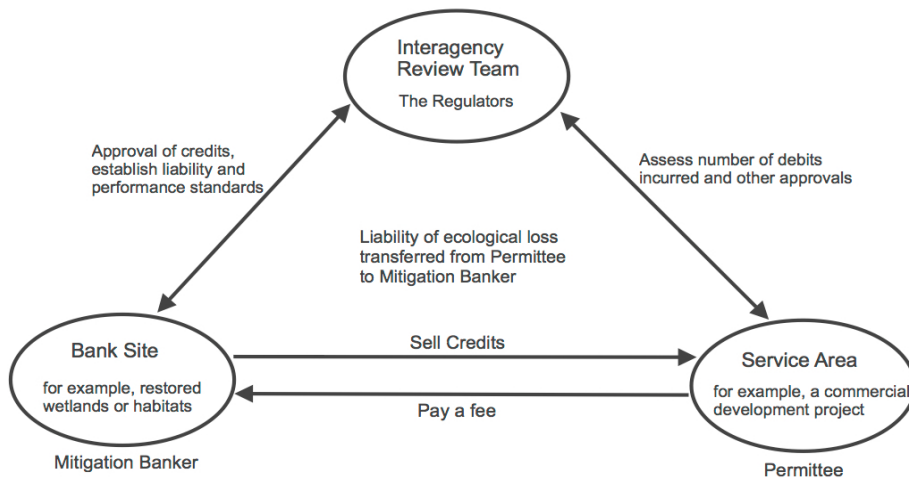 Interagency
Review Team
The Regulators
Approval of credits,
establish liability and
performance standards
Assess number of debits
incurred and other approvals
Liability of ecological loss
transferred from Permittee
to Mitigation Banker
Bank Site
for example, restored
wetlands or habitats
Mitigation Banker
Sell Credits
Pay a fee
Service Area
for example, a commercial
development project
Permittee